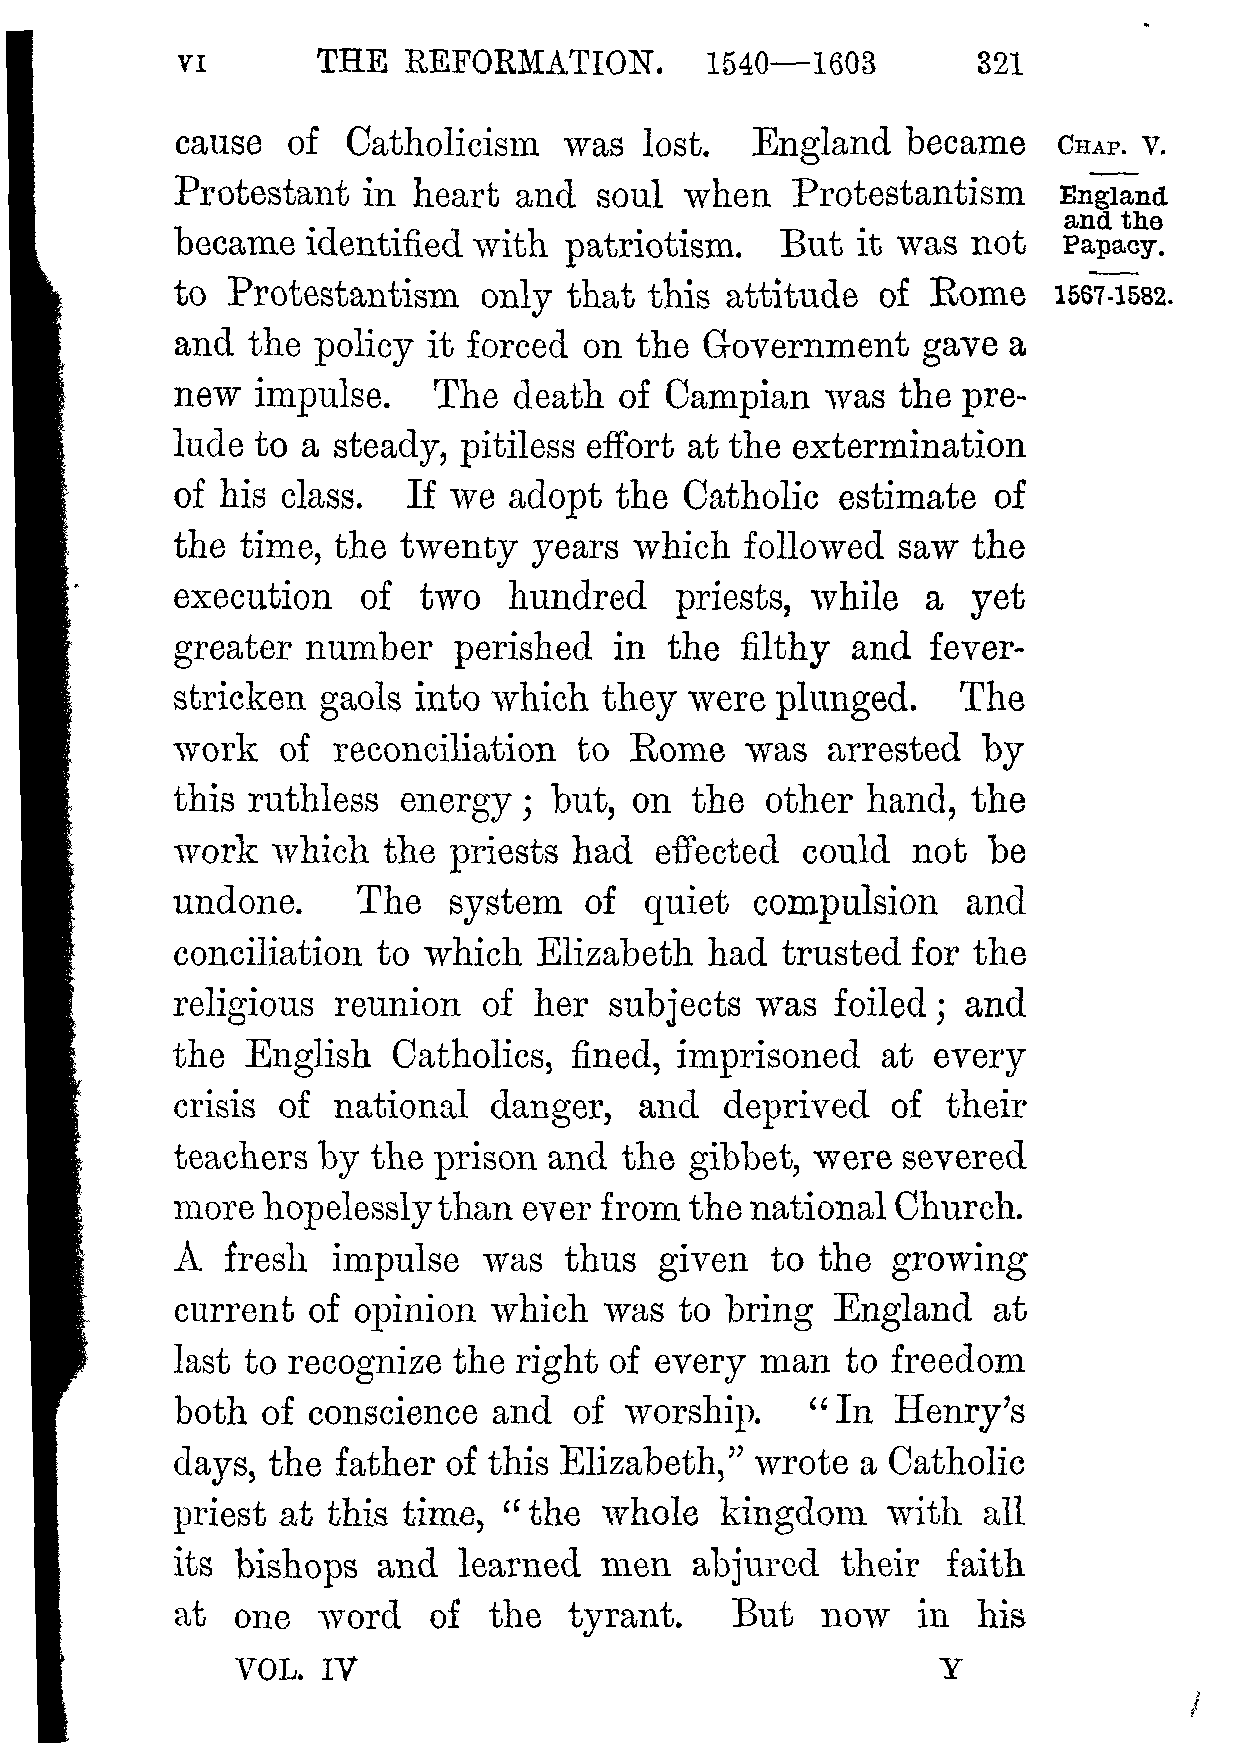 VI THE REFORMATION. 1540—1603 321
cause of Catholicism was lost. England became
Protestant in heart and soul when Protestantism
became identified with patriotism. But it was not
to Protestantism only that this attitude of Rome
and the policy it forced on the Government gave a
new impulse. The death of Campian was the pre-
lude to a steady, pitiless effort at the extermination
of his class. If we adopt the Catholic estimate of
the time, the twenty years which followed saw the
execution of two hundred priests, while a yet
greater number perished in the filthy and fever-
stricken gaols into which they were plunged. The
work of reconciliation to Rome was arrested by
this ruthless energy ; but, on the other hand, the
work which the priests had effected could not be
undone. The system of quiet compulsion and
conciliation to which Elizabeth had trusted for the
religious reunion of her subjects was foiled ; and
the English Catholics, fined, imprisoned at every
crisis of national danger, and deprived of their
teachers by the prison and the gibbet, were severed
more hopelessly than ever from the national Church.
A fresh impulse was thus given to the growing
current of opinion which was to bring England at
last to recognize the right of every man to freedom
both of conscience and of worship. "In Henry's
days, the father of this Elizabeth," wrote a Catholic
priest at this time, "the whole kingdom with all
its bishops and learned men abjured their faith
at one word of the tyrant. But now in his
CHAP. V.
England
and the
Papacy.
1567-1582.
VOL. IV Y